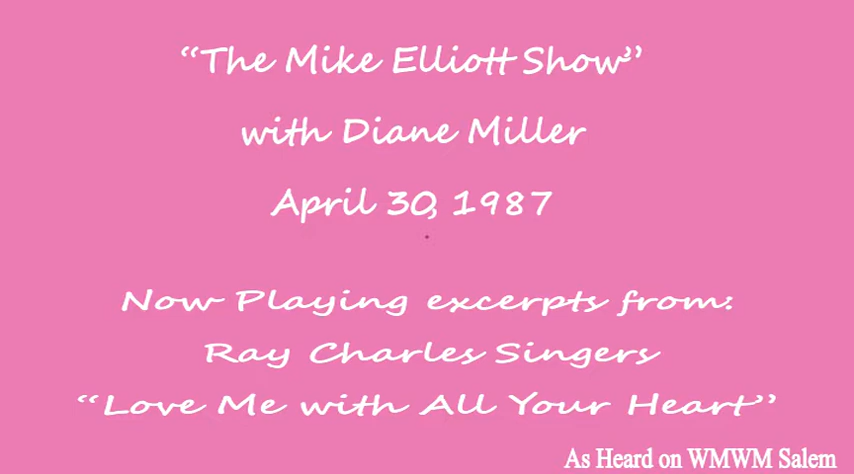 “The Mike Elliott Show”
with Diane Miller
April 30, 1987
Now Playing excerpts from:
Ray Charles Singers
“Love Me with All Your Heart”
As Heard on WMWM Salem